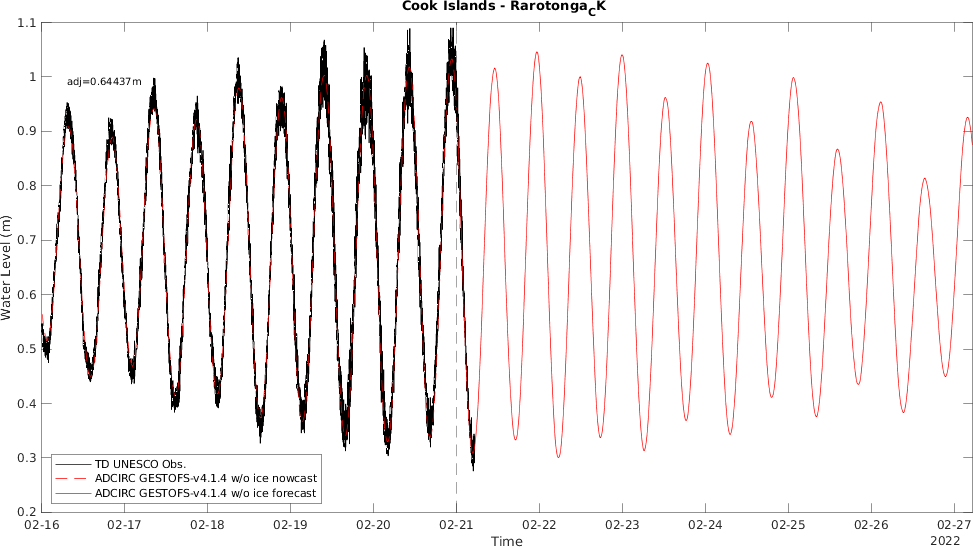 Cook Islands - Rarotonga_CK
1.1
adj=0.64437m
1
0.9
0.8
0.7
0.6
0.5
0.4
0.3
0.2
Water Level (m)
TD UNESCO Obs.
ADCIRC GESTOFS-v4.1.4 w/o ice nowcast
ADCIRC GESTOFS-v4.1.4 w/o ice forecast
02-16 02-17 02-18 02-19 02-20 02-21 02-22 02-23 02-24 02-25 02-26 02-27
Time
2022